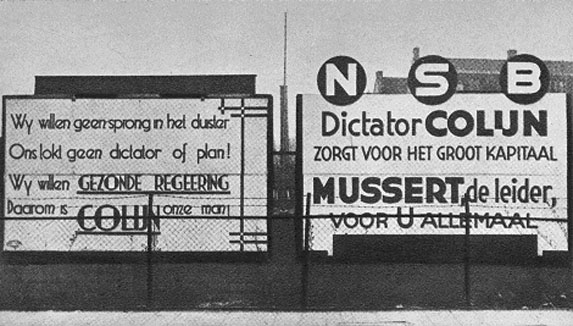 Wy willen geen sprong in het duister
Ons lokt geen dictator of plan!
Wy willen GEZONDE REGEERING
Daarom is COLIJN onze man!
N S B
Dictator COLIJN
ZORGT VOOR HET GROOT KAPITAAL
MUSSERT de leider,
VOOR U ALLEMAAL